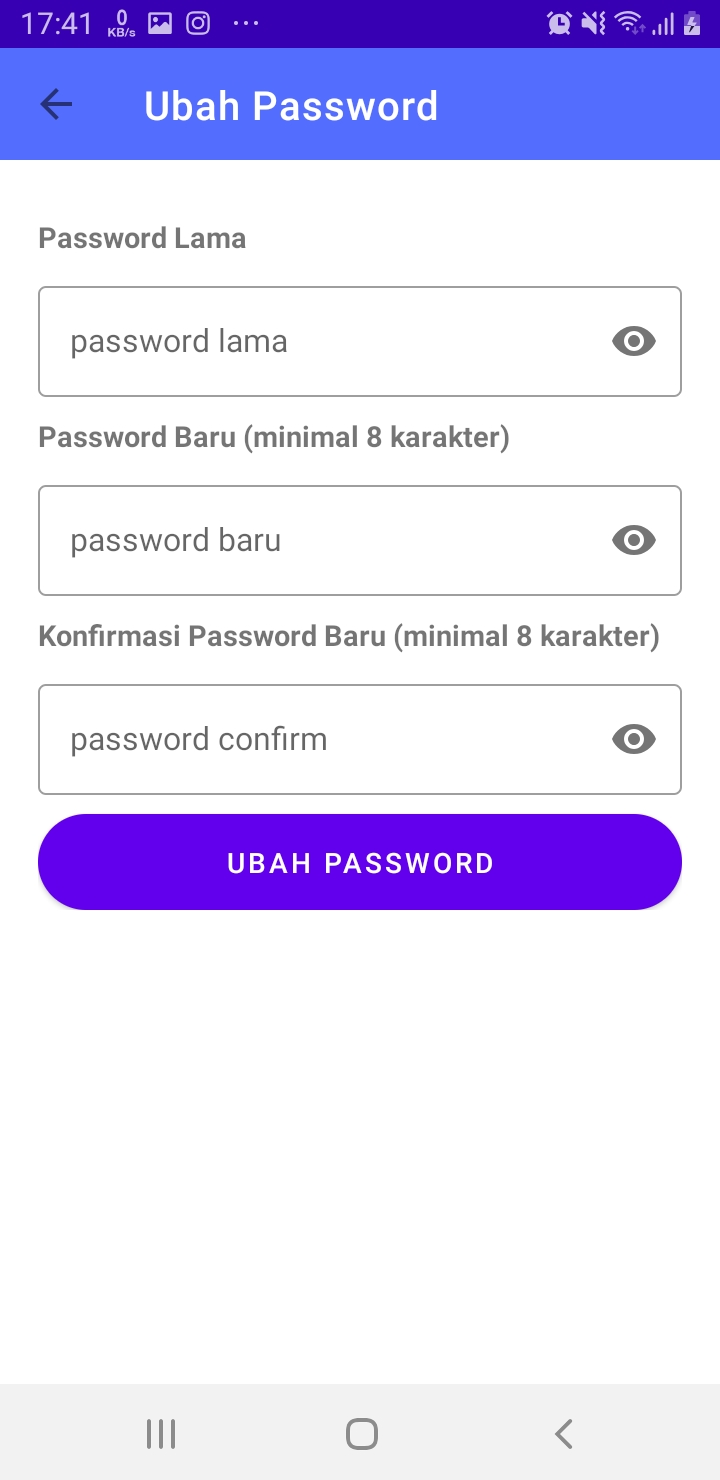 17:41 0 KB/s
Ubah Password
Password Lama
password lama
Password Baru (minimal 8 karakter)
password baru
Konfirmasi Password Baru (minimal 8 karakter)
password confirm
UBAH PASSWORD